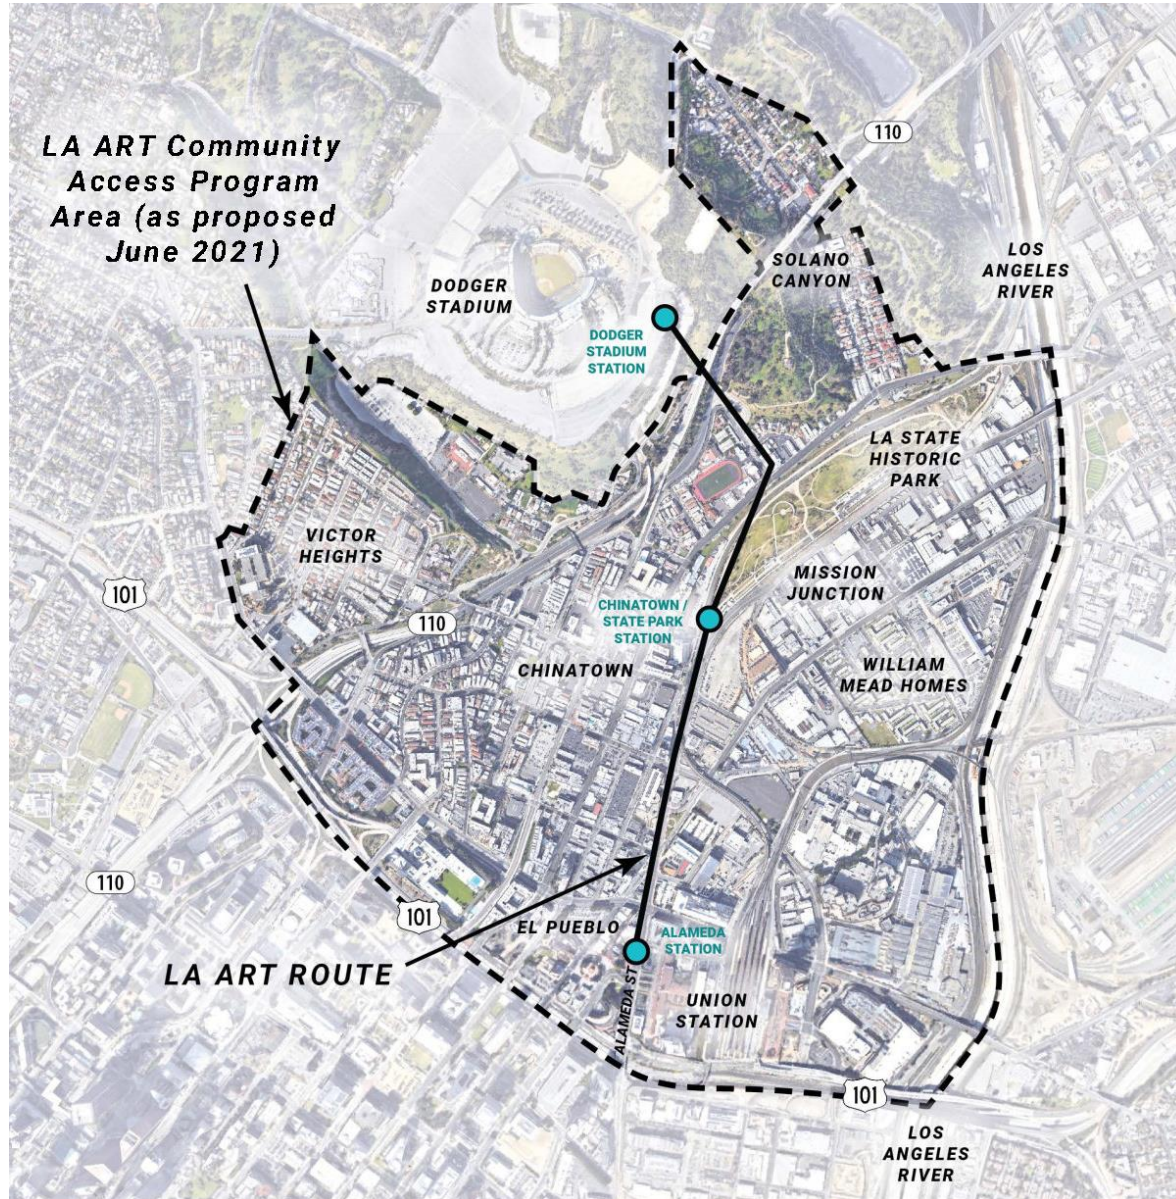 LA ART Community
Access Program
Area (as proposed
June 2021)
110
SOLANO
CANYON
LOS
ANGELES
RIVER
DODGER
STADIUM
DODGER
STADIUM
STATION
LA STATE
HISTORIC
PARK
VICTOR
HEIGHTS
101
MISSION
JUNCTION
110
CHINATOWN /
STATE PARK
STATION
CHINATOWN
WILLIAM
MEAD HOMES
110
101
EL PUEBLO
ALAMEDA
STATION
LA ART ROUTE
ALAMEDA ST
UNION
STATION
101
LOS
ANGELES
RIVER